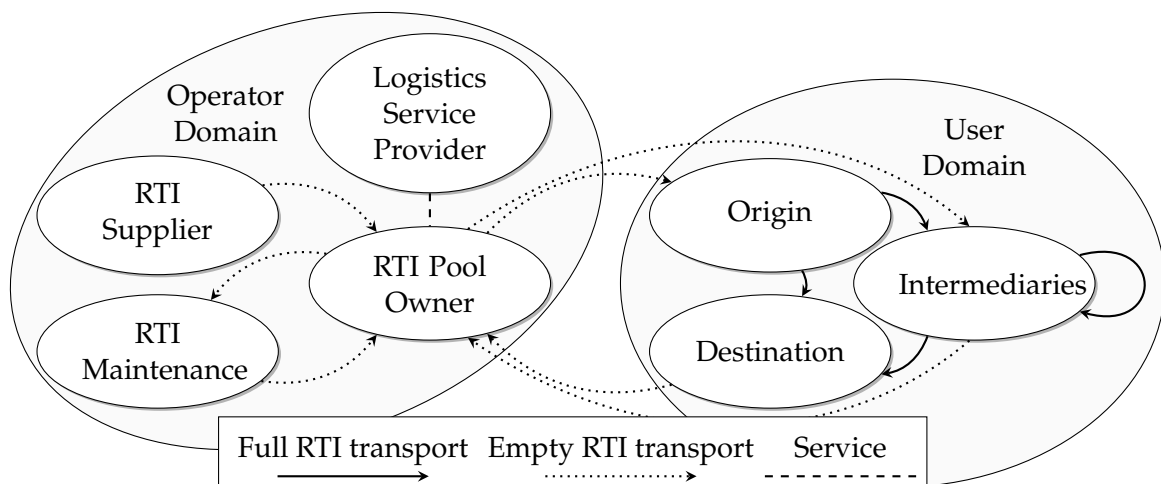 Operator
Domain
Logistics
Service
Provider
RTI
Supplier
RTI Pool
Owner
RTI
Maintenance
User
Domain
Origin
Intermediaries
Destination
Full RTI transport
Empty RTI transport
Service